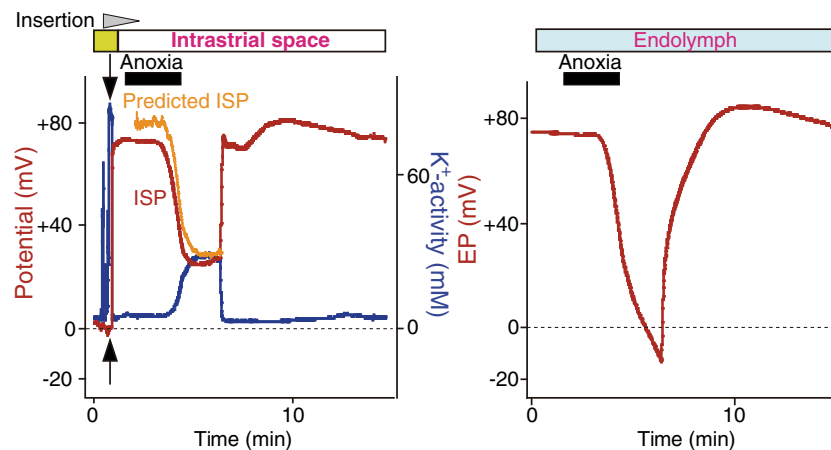 Insertion
Intrastrial space
Anoxia
Predicted ISP
ISP
Potential (mV)
+80
+40
0
-20
K+-activity (mM)
60
0
0
10
Time (min)
Endolymph
Anoxia
EP (mV)
+80
+40
0
-20
0
10
Time (min)